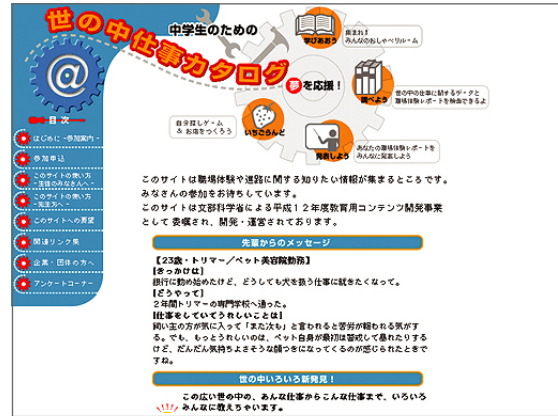 世の中仕事カタログ
中学生のための
夢を応援！
学びあおう
集まれ！
みんなのおしゃべりルーム
調べよう
世の中の仕事に関するデータと
職場体験レポートを検索できるよ
いちごらんど
自分探しゲーム
＆ お店をつくろう
発表しよう
あなたの職場体験レポートを
みんなに発表しよう
@
目次
はじめに -参加案内-
参加申込
このサイトの使い方
-生徒のみなさんへ-
このサイトの使い方
-先生方へ-
このサイトへの要望
関連リンク集
企業・団体の方へ
アンケートコーナー
このサイトは職場体験や進路に関する知りたい情報が集まるところです。
みなさんの参加をお待ちしています。
このサイトは文部科学省による平成１２年度教育用コンテンツ開発事業
として 委嘱され、開発・運営されております。
先輩からのメッセージ
【23歳・トリマー／ペット美容院勤務】
[きっかけは]
銀行に勤め始めたけど、どうしても犬を扱う仕事に就きたくなって。
[どうやって]
２年間トリマーの専門学校へ通った。
[仕事をしていてうれしいことは]
飼い主の方が気に入って「また次も」と言われると苦労が報われる気がす
る。でも、もっとうれしいのは、ペット自身が最初は警戒して暴れたりする
けど、だんだん気持ちよさそうな顔つきになってくるのが感じられたときで
すね。
世の中いろいろ新発見！
この広い世の中の、あんな仕事からこんな仕事まで、いろいろ
みんなに教えちゃいます。